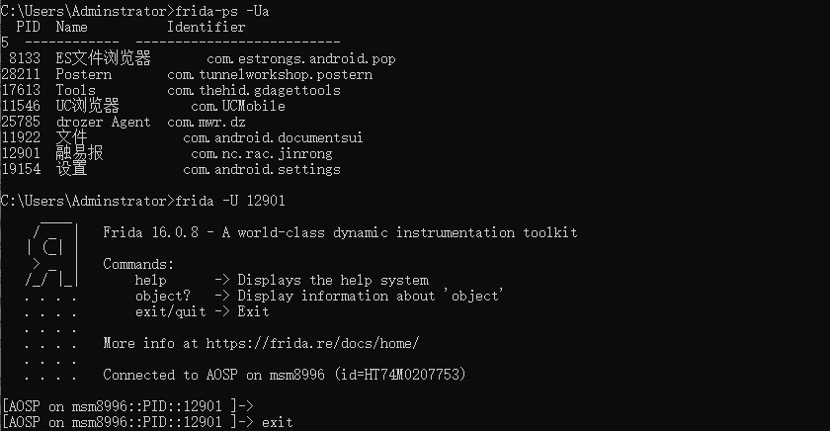 C:\Users\Adminstrator>frida-ps -Ua
  PID  Name          Identifier
5  ------------  --------------------------
 8133  ES文件浏览器       com.estrongs.android.pop
28211  Postern       com.tunnelworkshop.postern
17613  Tools         com.thehid.gdagettools
11546  UC浏览器         com.UCMobile
25785  drozer Agent  com.mwr.dz
11922  文件            com.android.documentsui
12901  融易报           com.nc.rac.jinrong
19154  设置            com.android.settings
C:\Users\Adminstrator>frida -U 12901
     ____
    / _  |   Frida 16.0.8 - A world-class dynamic instrumentation toolkit
   | (_| |
    > _  |   Commands:
   /_/ |_|       help      -> Displays the help system
   . . . .       object?   -> Display information about 'object'
   . . . .       exit/quit -> Exit
   . . . .
   . . . .   More info at https://frida.re/docs/home/
   . . . .
   . . . .   Connected to AOSP on msm8996 (id=HT74M0207753)
[AOSP on msm8996::PID::12901 ]->
[AOSP on msm8996::PID::12901 ]-> exit